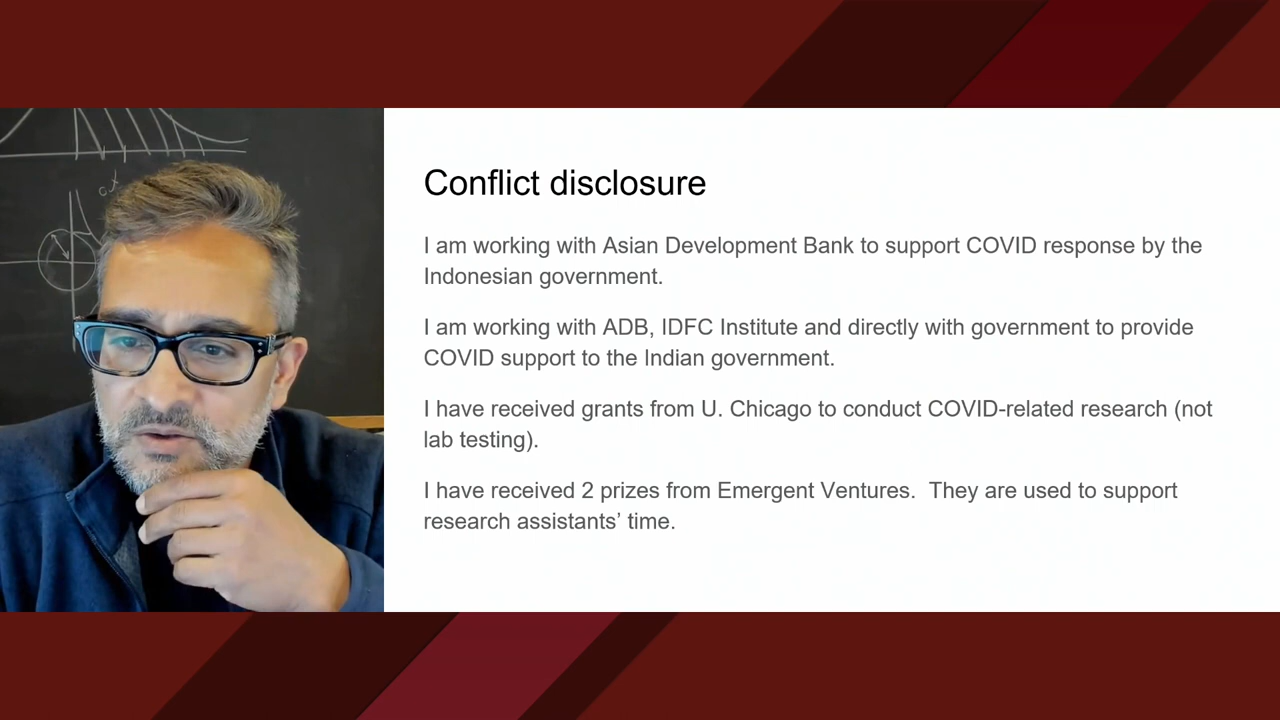 Conflict disclosure
I am working with Asian Development Bank to support COVID response by the
Indonesian government.
I am working with ADB, IDFC Institute and directly with government to provide
COVID support to the Indian government.
I have received grants from U. Chicago to conduct COVID-related research (not
lab testing).
I have received 2 prizes from Emergent Ventures.  They are used to support
research assistants’ time.